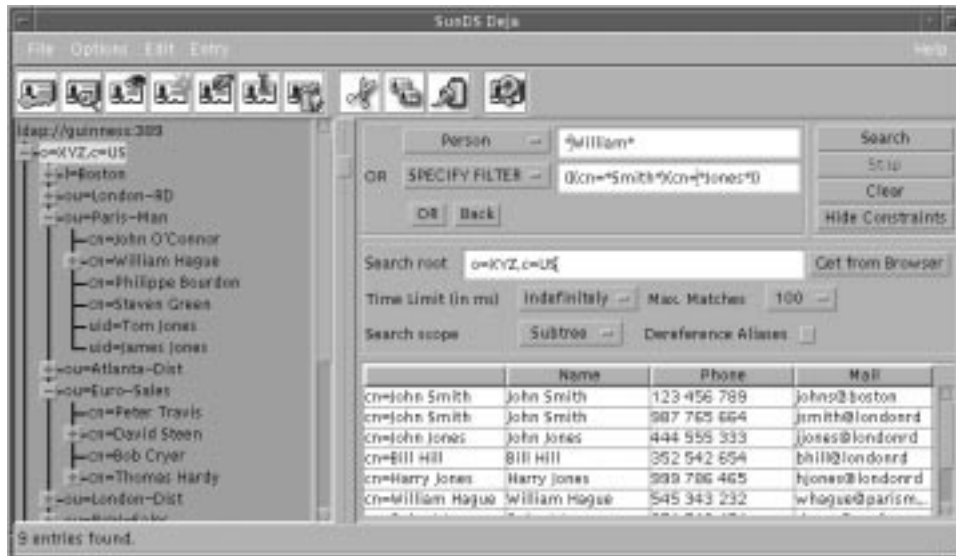 SunDS Deja
File Options Edit Entry Help
ldap://guinness:389
o=XYZ,c=US
l=Boston
ou=London-RD
ou=Paris-Man
cn=John O'Connor
cn=William Hague
cn=Philippe Bourdon
cn=Steven Green
uid=Tom Jones
uid=James Jones
ou=Atlanta-Dist
ou=Euro-Sales
cn=Peter Travis
cn=David Steen
cn=Bob Cryer
cn=Thomas Hardy
ou=London-Dist
Person *William* Search
OR SPECIFY FILTER Stop
Clear
OR Back Hide Constraints
Search root o=XYZ,c=US Get from Browser
Time Limit (in ms) Indefinitely Max. Matches 100
Search scope Subtree Dereference Aliases
Name Phone Mail
cn=John Smith John Smith 123 456 789 johns@boston
cn=John Smith John Smith 987 765 664 jsmith@londonrd
cn=John Jones John Jones 444 555 333 jjones@londonrd
cn=Bill Hill Bill Hill 352 542 654 bhill@londonrd
cn=Harry Jones Harry Jones 999 786 465 hjones@londonrd
cn=William Hague William Hague 545 343 232 whague@parism...
9 entries found.